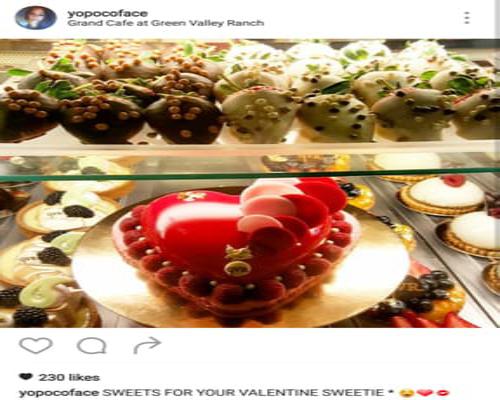 yopocoface
Grand Cafe at Green Valley Ranch
230 likes
yopocoface SWEETS FOR YOUR VALENTINE SWEETIE * 😘❤️💋